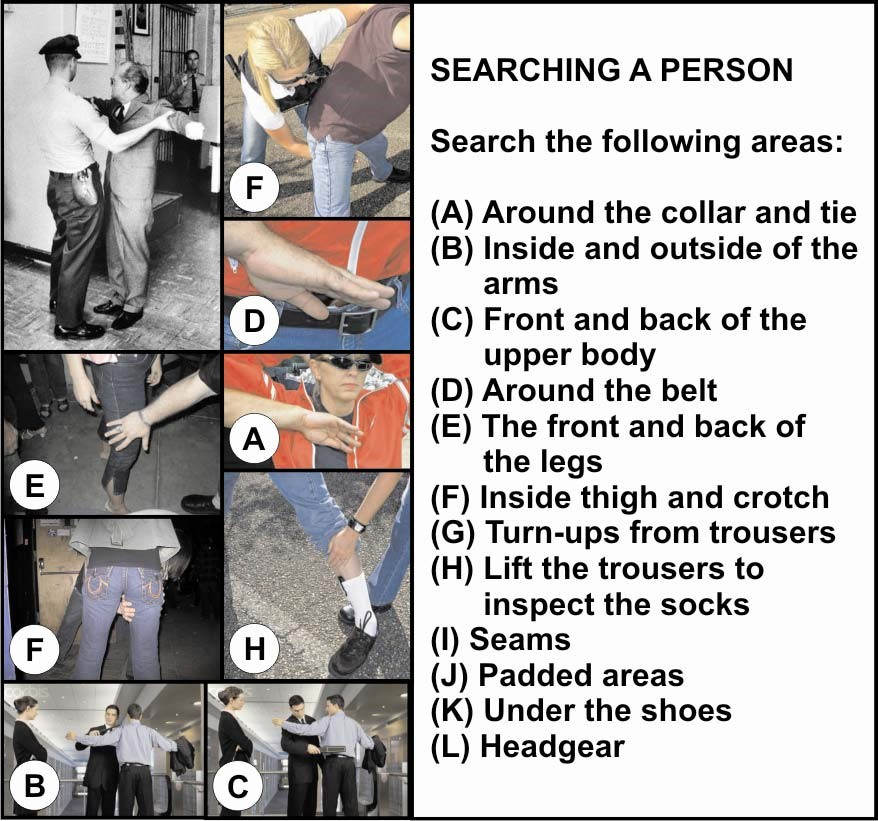 SEARCHING A PERSON
Search the following areas:
(A) Around the collar and tie
(B) Inside and outside of the
arms
(C) Front and back of the
upper body
(D) Around the belt
(E) The front and back of
the legs
(F) Inside thigh and crotch
(G) Turn-ups from trousers
(H) Lift the trousers to
inspect the socks
(I) Seams
(J) Padded areas
(K) Under the shoes
(L) Headgear
F
D
A
E
H
F
B
C